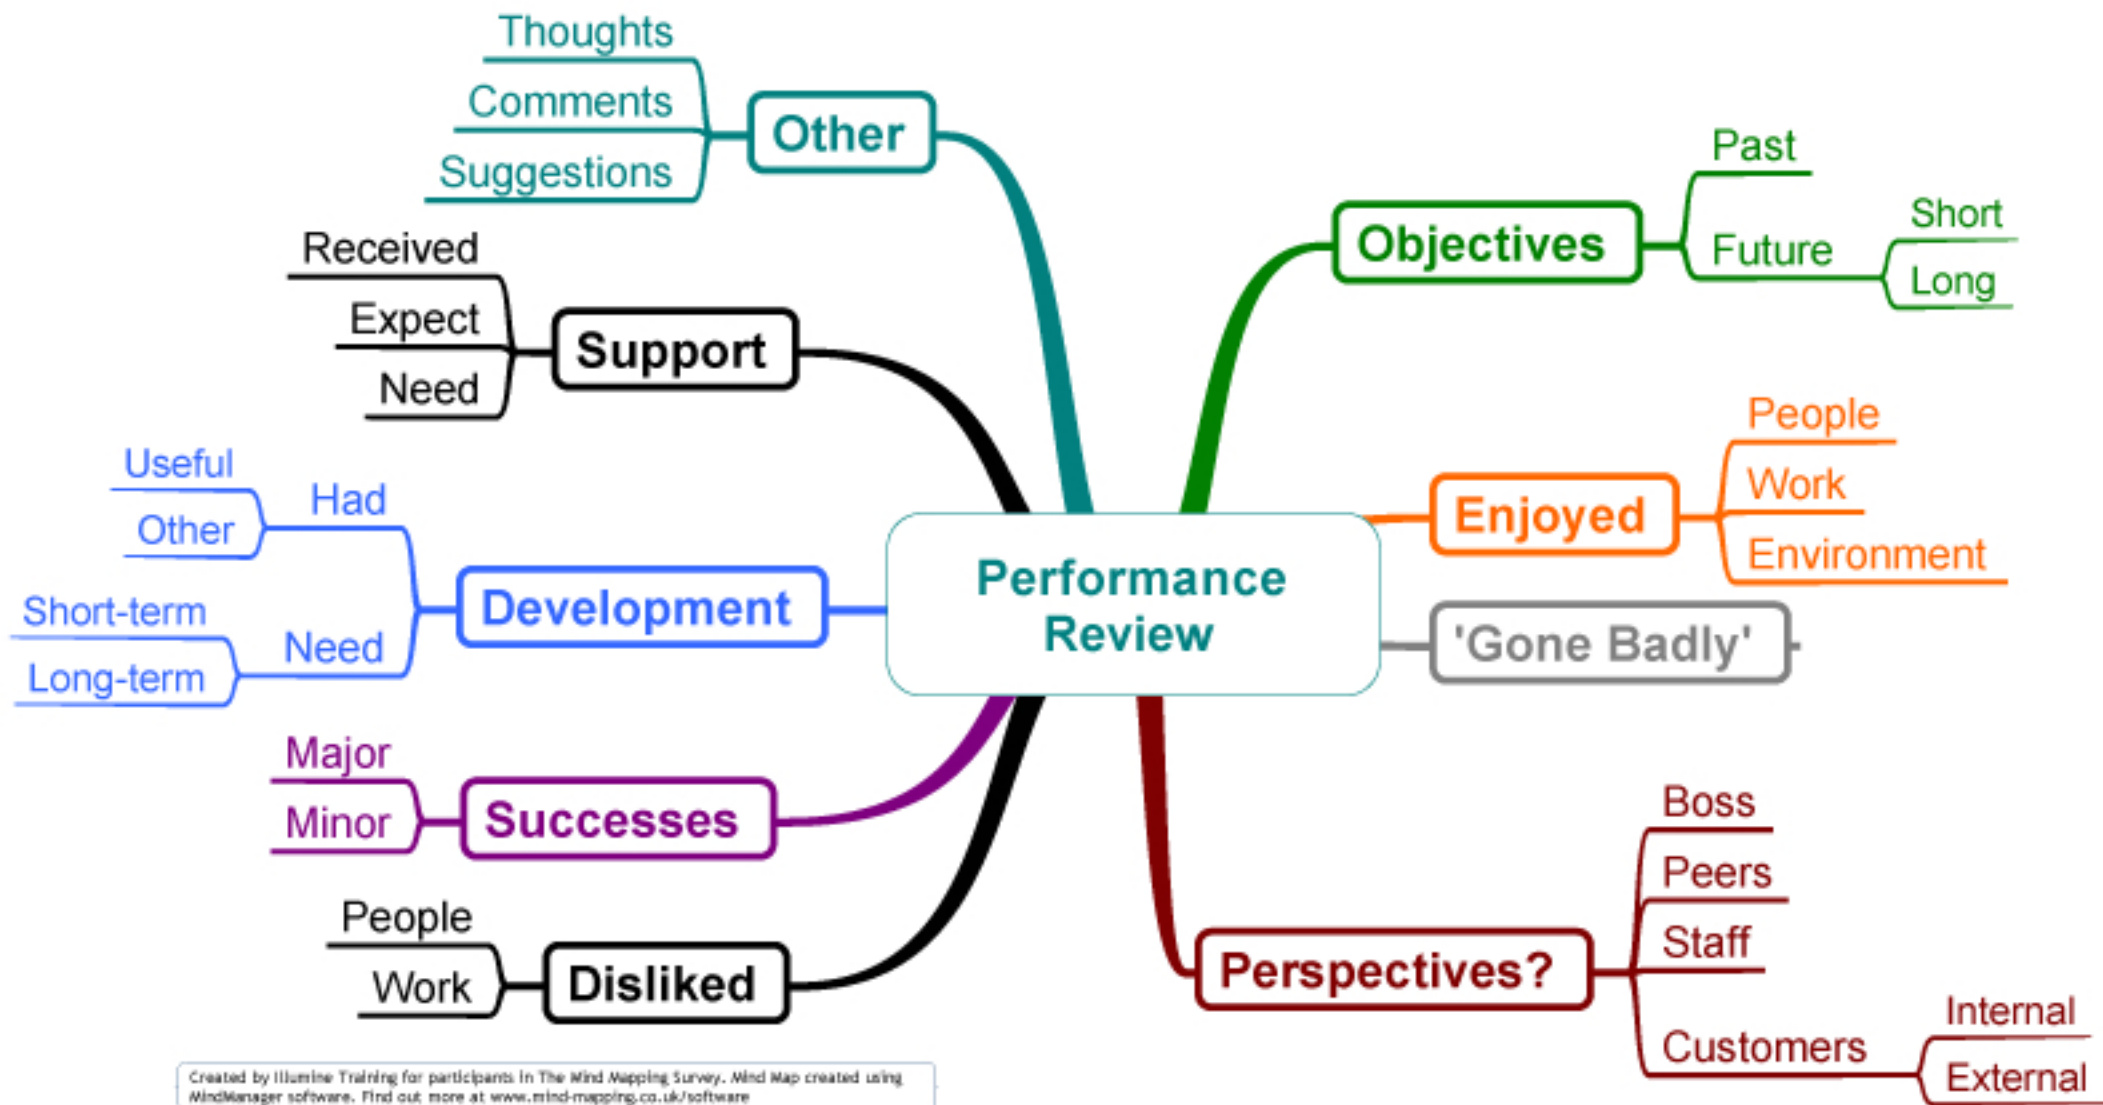 Thoughts
Comments
Suggestions
Other
Received
Expect
Need
Support
Useful
Other
Had
Short-term
Long-term
Need
Development
Major
Minor
Successes
People
Work
Disliked
Performance
Review
Objectives
Past
Future
Short
Long
Enjoyed
People
Work
Environment
'Gone Badly'
Perspectives?
Boss
Peers
Staff
Customers
Internal
External
Created by Illumine Training for participants in The Mind Mapping Survey. Mind Map created using
MindManager software. Find out more at www.mind-mapping.co.uk/software